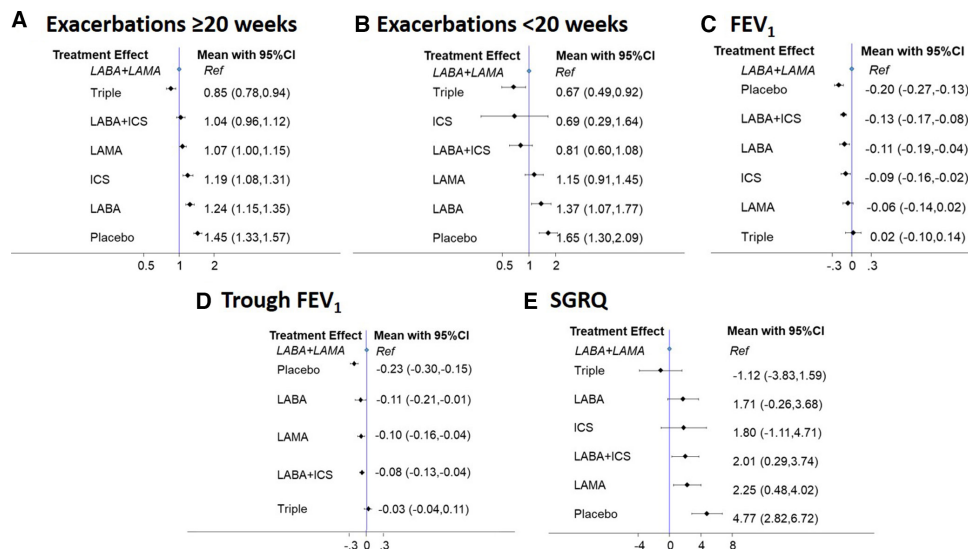 A Exacerbations ≥20 weeks
Treatment Effect Mean with 95%CI
LABA+LAMA Ref
Triple 0.85 (0.78,0.94)
LABA+ICS 1.04 (0.96,1.12)
LAMA 1.07 (1.00,1.15)
ICS 1.19 (1.08,1.31)
LABA 1.24 (1.15,1.35)
Placebo 1.45 (1.33,1.57)
0.5 1 2
B Exacerbations <20 weeks
Treatment Effect Mean with 95%CI
LABA+LAMA Ref
Triple 0.67 (0.49,0.92)
ICS 0.69 (0.29,1.64)
LABA+ICS 0.81 (0.60,1.08)
LAMA 1.15 (0.91,1.45)
LABA 1.37 (1.07,1.77)
Placebo 1.65 (1.30,2.09)
0.5 1 2
C FEV1
Treatment Effect Mean with 95%CI
LABA+LAMA Ref
Placebo -0.20 (-0.27,-0.13)
LABA+ICS -0.13 (-0.17,-0.08)
LABA -0.11 (-0.19,-0.04)
ICS -0.09 (-0.16,-0.02)
LAMA -0.06 (-0.14,0.02)
Triple 0.02 (-0.10,0.14)
-.3 0 .3
D Trough FEV1
Treatment Effect Mean with 95%CI
LABA+LAMA Ref
Placebo -0.23 (-0.30,-0.15)
LABA -0.11 (-0.21,-0.01)
LAMA -0.10 (-0.16,-0.04)
LABA+ICS -0.08 (-0.13,-0.04)
Triple -0.03 (-0.04,0.11)
-.3 0 .3
E SGRQ
Treatment Effect Mean with 95%CI
LABA+LAMA Ref
Triple -1.12 (-3.83,1.59)
LABA 1.71 (-0.26,3.68)
ICS 1.80 (-1.11,4.71)
LABA+ICS 2.01 (0.29,3.74)
LAMA 2.25 (0.48,4.02)
Placebo 4.77 (2.82,6.72)
-4 0 4 8